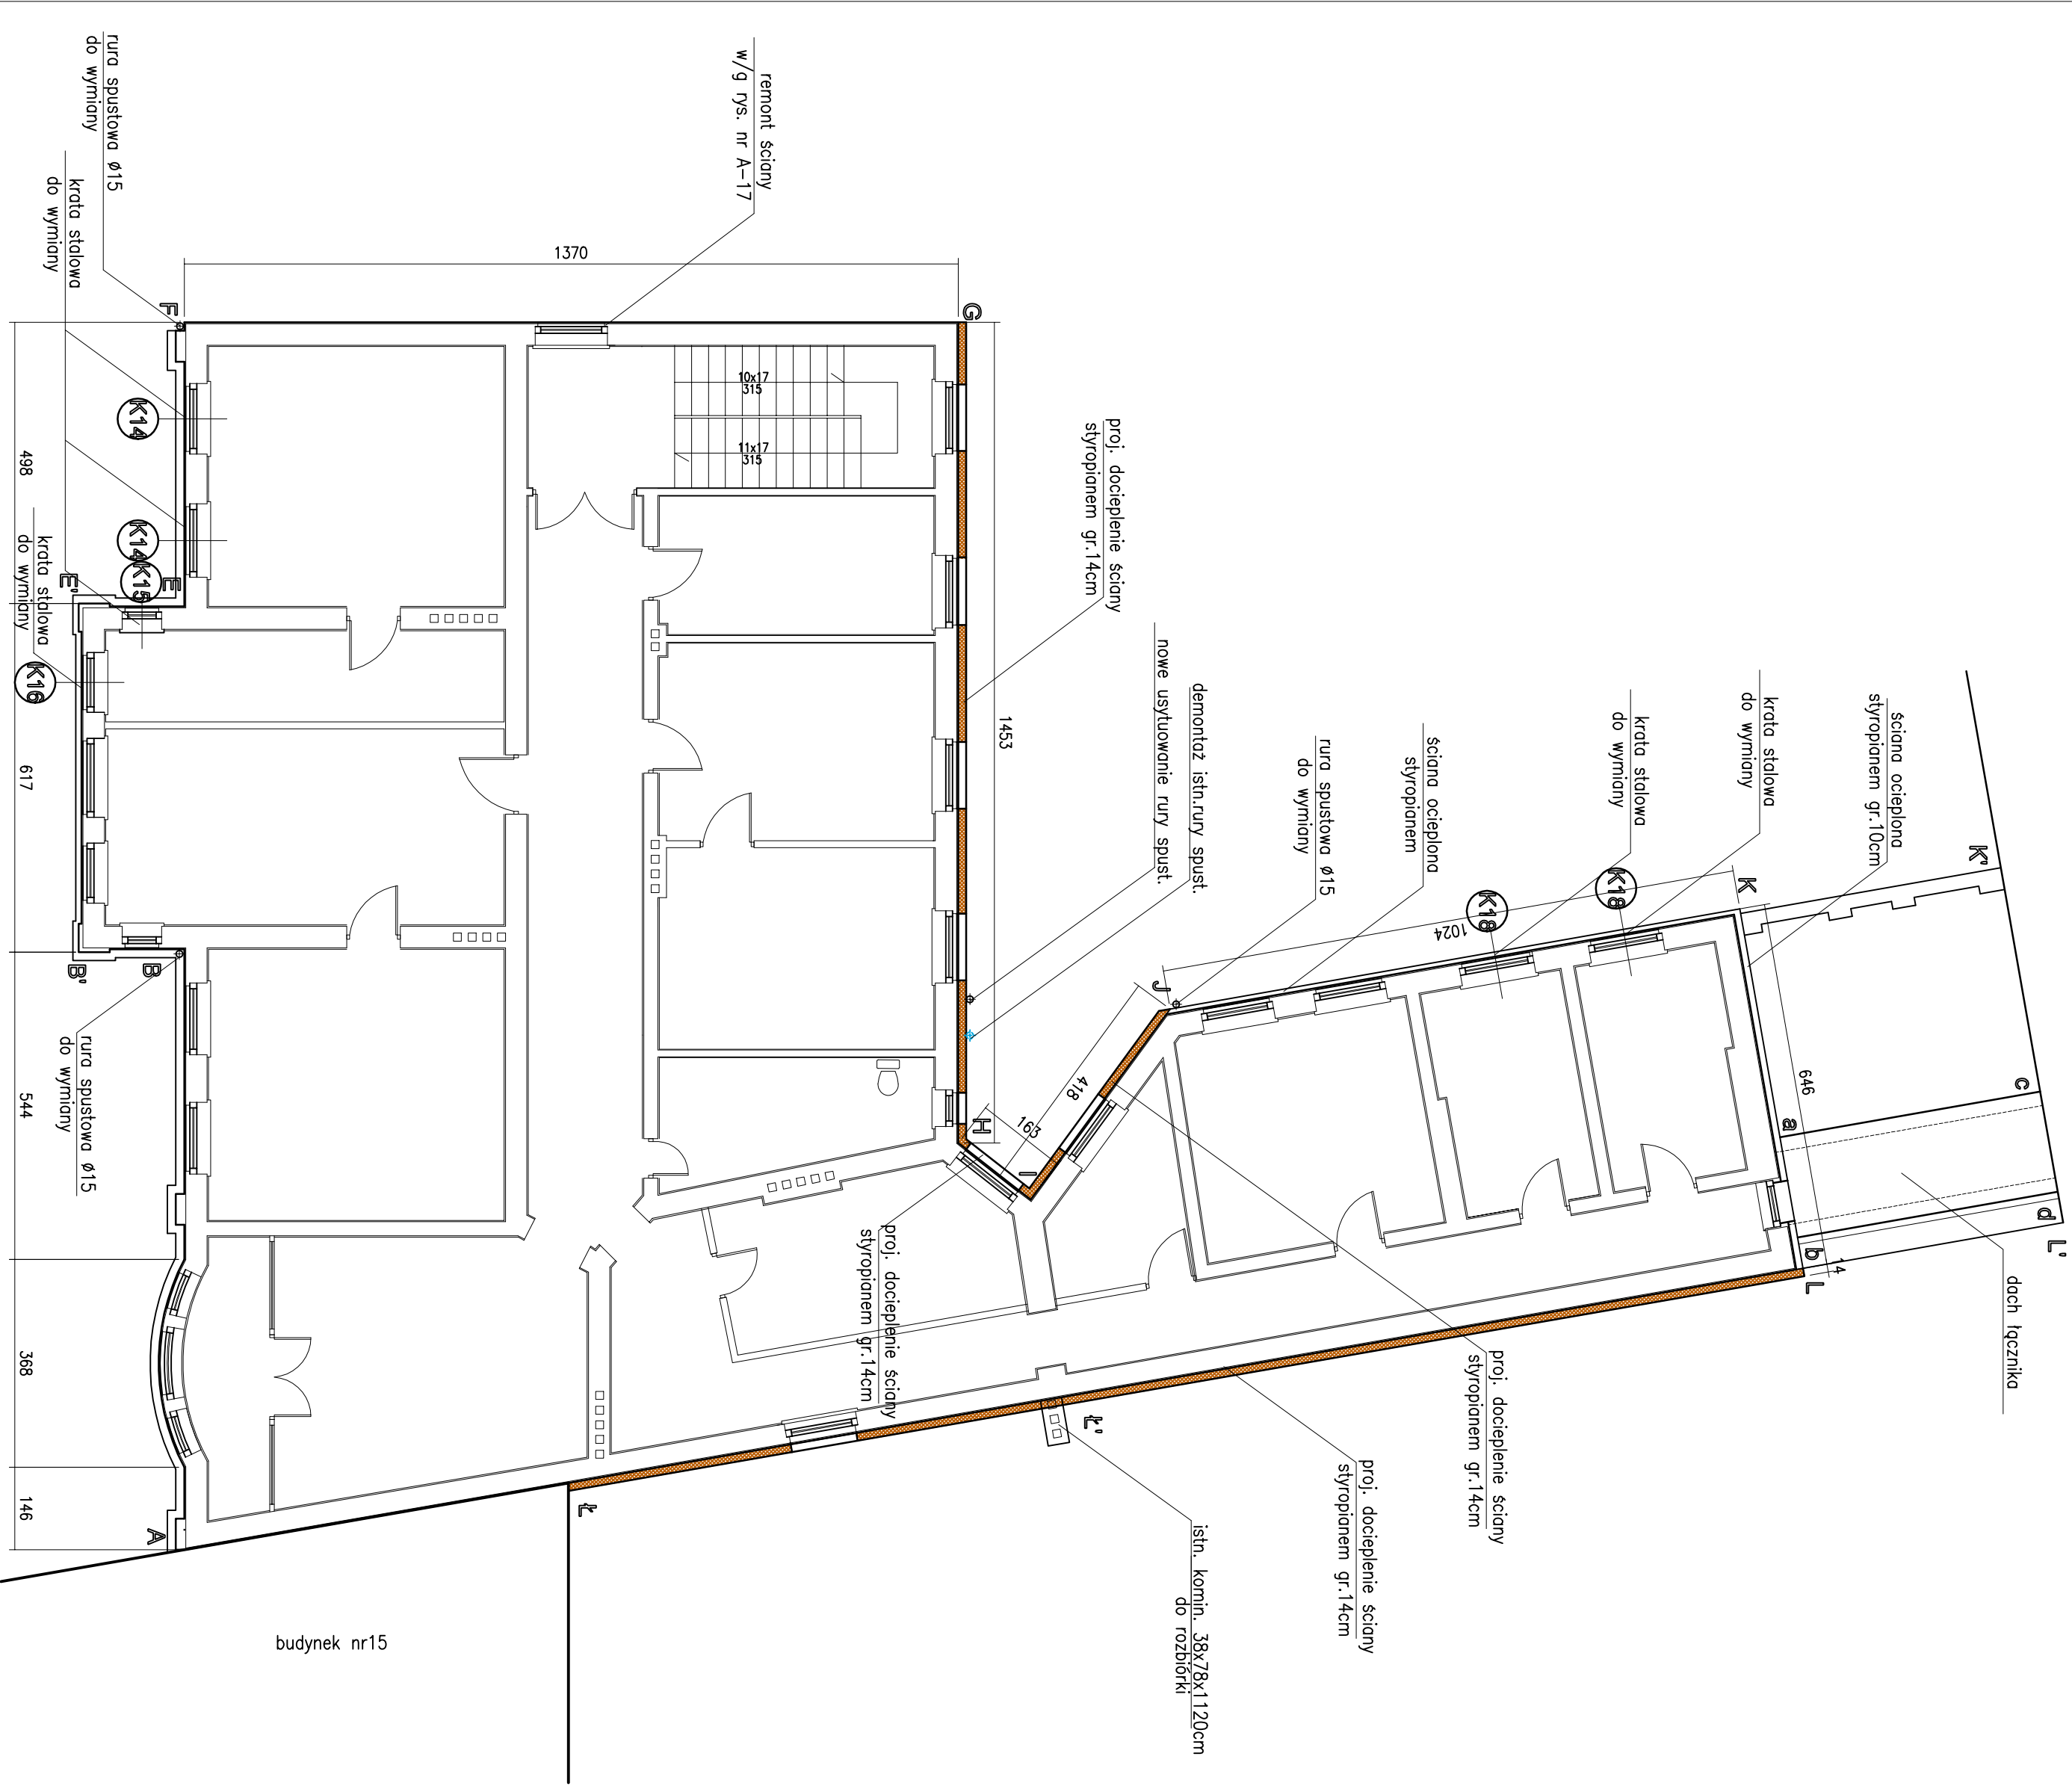 rura spustowa ø15
do wymiany
krata stalowa
do wymiany
remont ściany
w/g rys. nr A-17
1370
F
G
K14
K14
K15
E
E'
krata stalowa
do wymiany
K16
498
617
544
368
146
10x17
315
11x17
315
proj. docieplenie ściany
styropianem gr.14cm
1453
nowe usytuowanie rury spust.
demontaż istn.rury spust.
rura spustowa ø15
do wymiany
ściana ocieplona
styropianem
krata stalowa
do wymiany
krata stalowa
do wymiany
ściana ocieplona
styropianem gr.10cm
K18
K18
K
K'
1024
J
418
163
H
I
646
a
b
c
d
L'
L
14
dach łącznika
B
B'
rura spustowa ø15
do wymiany
proj. docieplenie ściany
styropianem gr.14cm
proj. docieplenie ściany
styropianem gr.14cm
proj. docieplenie ściany
styropianem gr.14cm
Ł'
Ł
istn. komin. 38x78x1120cm
do rozbiórki
A
budynek nr15